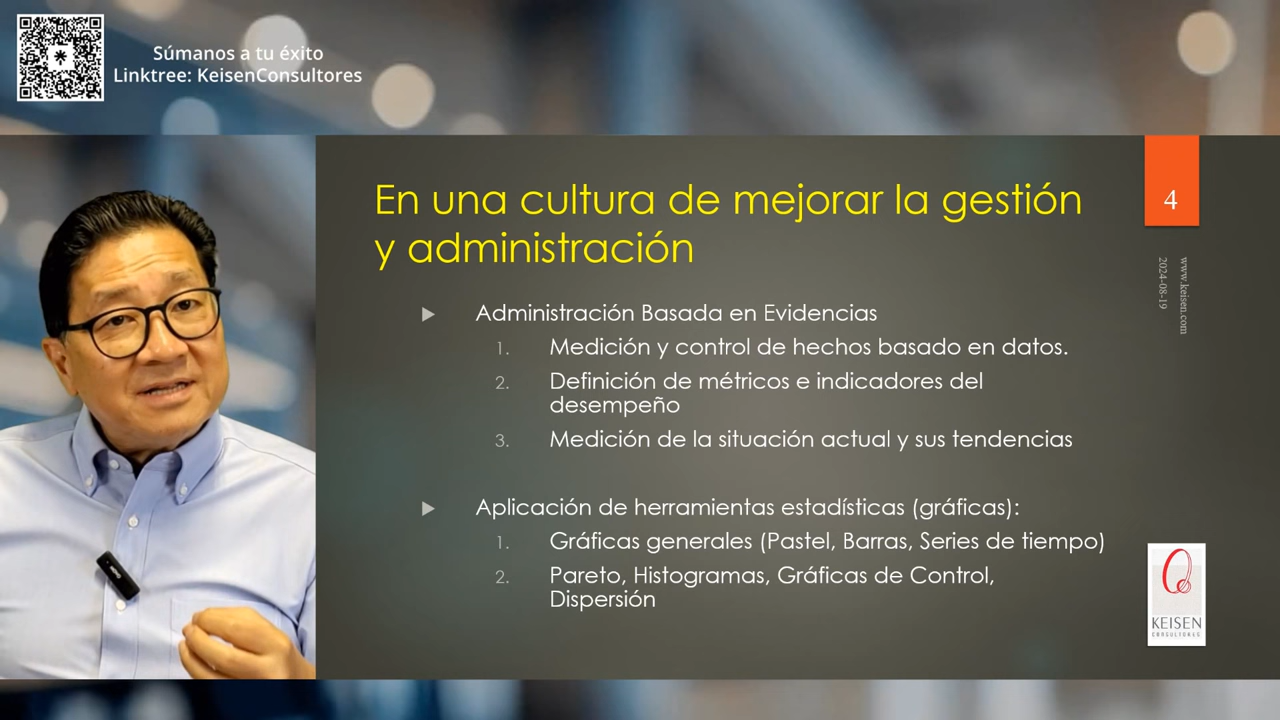 Súmanos a tu éxito
Linktree: KeisenConsultores
En una cultura de mejorar la gestión
y administración
4
www.keisen.com
2024-08-19
Administración Basada en Evidencias
1. Medición y control de hechos basado en datos.
2. Definición de métricos e indicadores del
desempeño
3. Medición de la situación actual y sus tendencias
Aplicación de herramientas estadísticas (gráficas):
1. Gráficas generales (Pastel, Barras, Series de tiempo)
2. Pareto, Histogramas, Gráficas de Control,
Dispersión
KEISEN
CONSULTORES